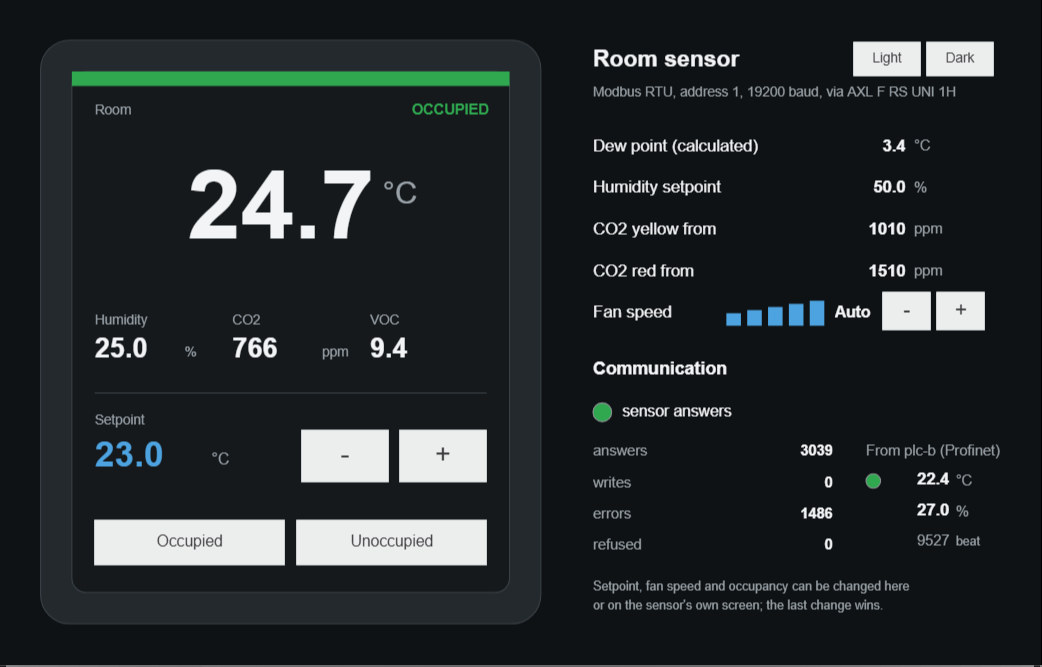 Room OCCUPIED
24.7 °C
Humidity CO2 VOC
25.0 % 766 ppm 9.4
Setpoint
23.0 °C - +
Occupied Unoccupied
Room sensor Light Dark
Modbus RTU, address 1, 19200 baud, via AXL F RS UNI 1H
Dew point (calculated) 3.4 °C
Humidity setpoint 50.0 %
CO2 yellow from 1010 ppm
CO2 red from 1510 ppm
Fan speed Auto - +
Communication
sensor answers
answers 3039 From plc-b (Profinet)
writes 0 22.4 °C
errors 1486 27.0 %
refused 0 9527 beat
Setpoint, fan speed and occupancy can be changed here
or on the sensor's own screen; the last change wins.